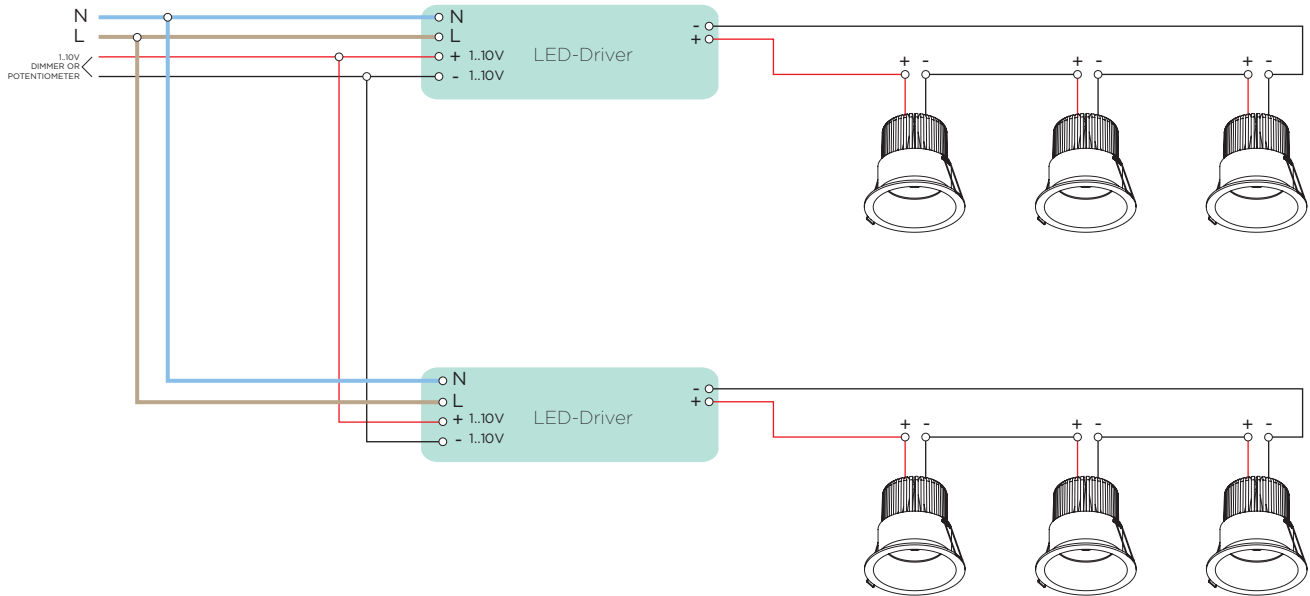 N
L
1..10V
DIMMER OR
POTENTIOMETER
N
L
+ 1..10V
- 1..10V
LED-Driver
-
+
+ -
+ -
+ -
N
L
+ 1..10V
- 1..10V
LED-Driver
-
+
+ -
+ -
+ -